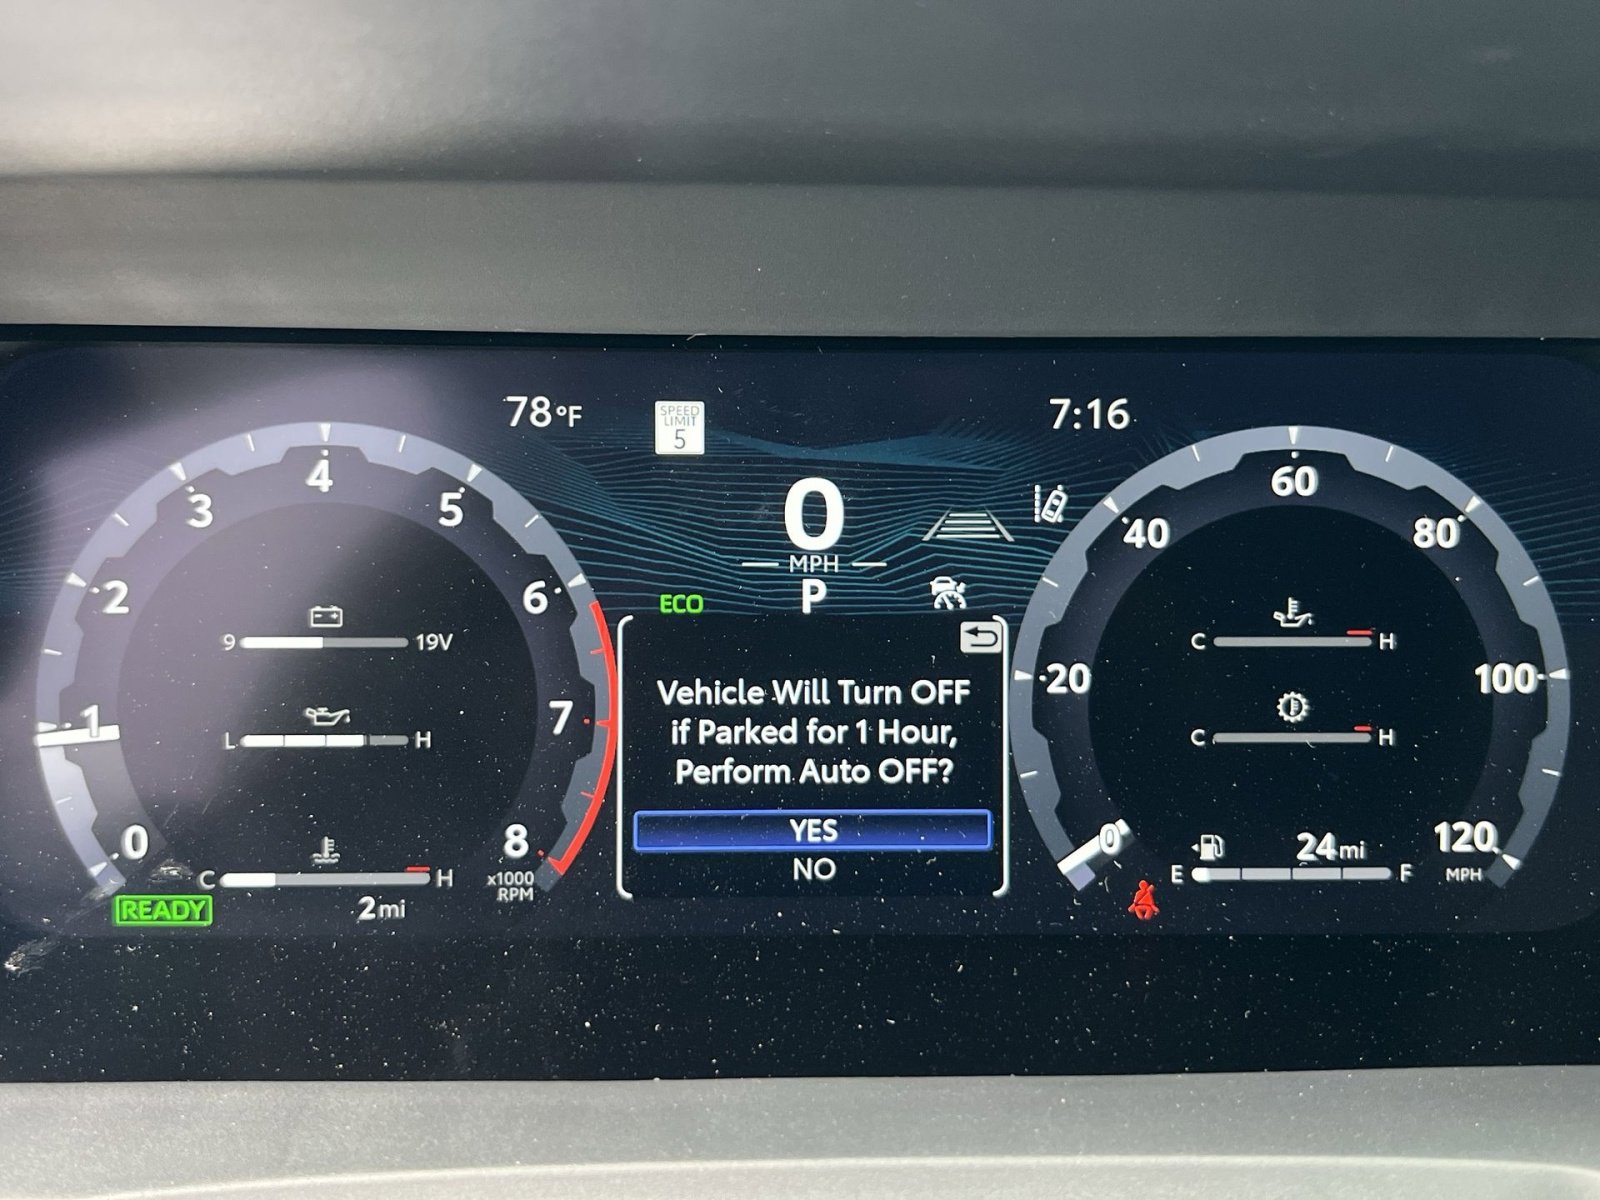 78°F
SPEED
LIMIT
5
7:16
0
MPH
P
ECO
0
1
2
3
4
5
6
7
8
x1000
RPM
9 19V
L H
C H
READY
2mi
Vehicle Will Turn OFF
if Parked for 1 Hour,
Perform Auto OFF?
YES
NO
0
20
40
60
80
100
120
MPH
C H
C H
24mi
E F